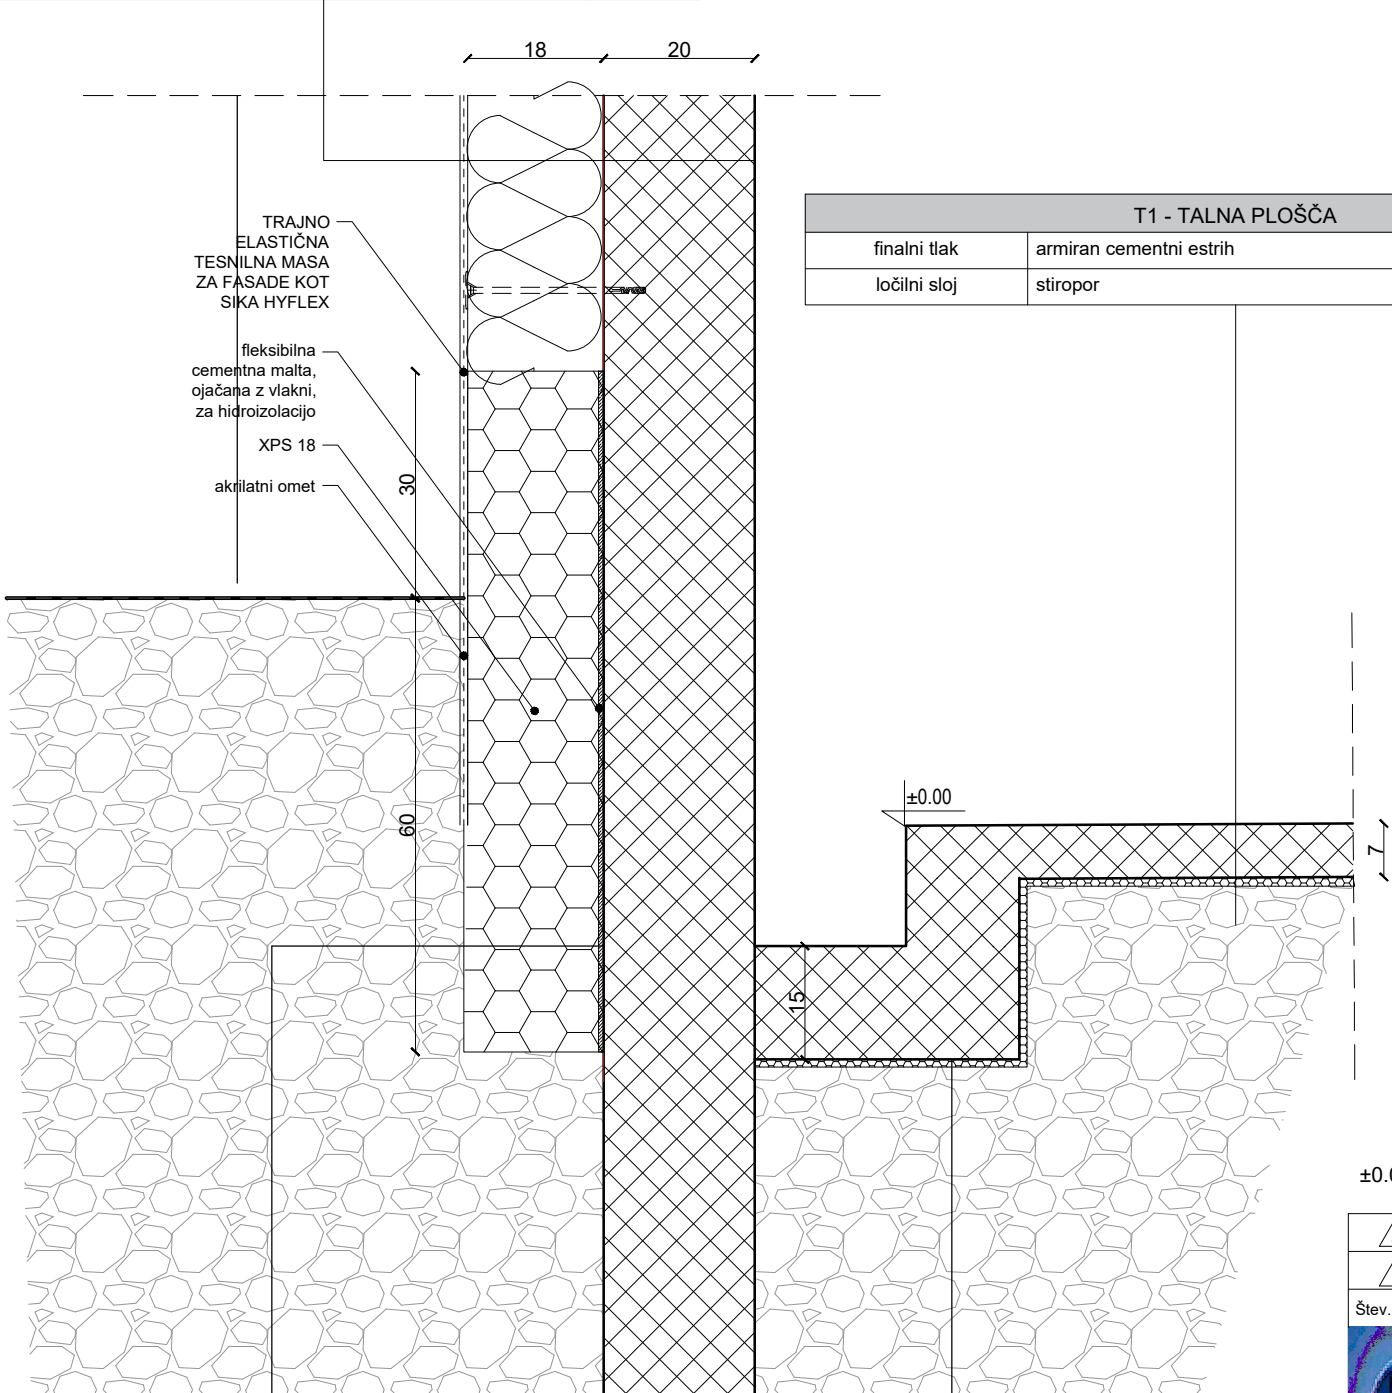 18
20
T1 - TALNA PLOŠČA
finalni tlak
armiran cementni estrih
ločilni sloj
stiropor
TRAJNO
ELASTIČNA
TESNILNA MASA
ZA FASADE KOT
SIKA HYFLEX
fleksibilna
cementna malta,
ojačana z vlakni,
za hidroizolacijo
XPS 18
akrilatni omet
30
60
±0.00
7
15
Štev.